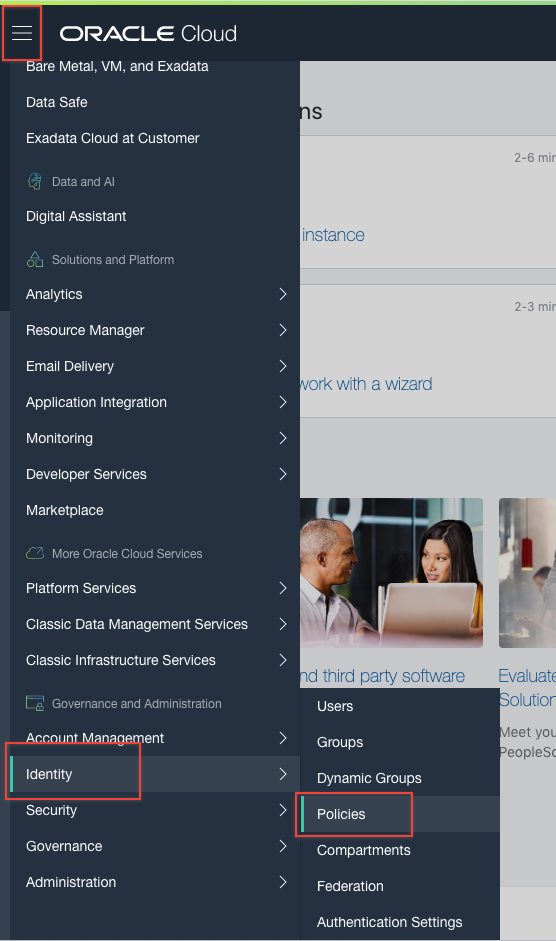 ORACLE Cloud
Bare Metal, VM, and Exadata
Data Safe
Exadata Cloud at Customer
Data and AI
Digital Assistant
Solutions and Platform
Analytics
Resource Manager
Email Delivery
Application Integration
Monitoring
Developer Services
Marketplace
More Oracle Cloud Services
Platform Services
Classic Data Management Services
Classic Infrastructure Services
Governance and Administration
Account Management
Identity
Security
Governance
Administration
Users
Groups
Dynamic Groups
Policies
Compartments
Federation
Authentication Settings
ns
2-6 min
instance
2-3 min
work with a wizard
nd third party software
Evaluate
Solution
Meet you
PeopleSo